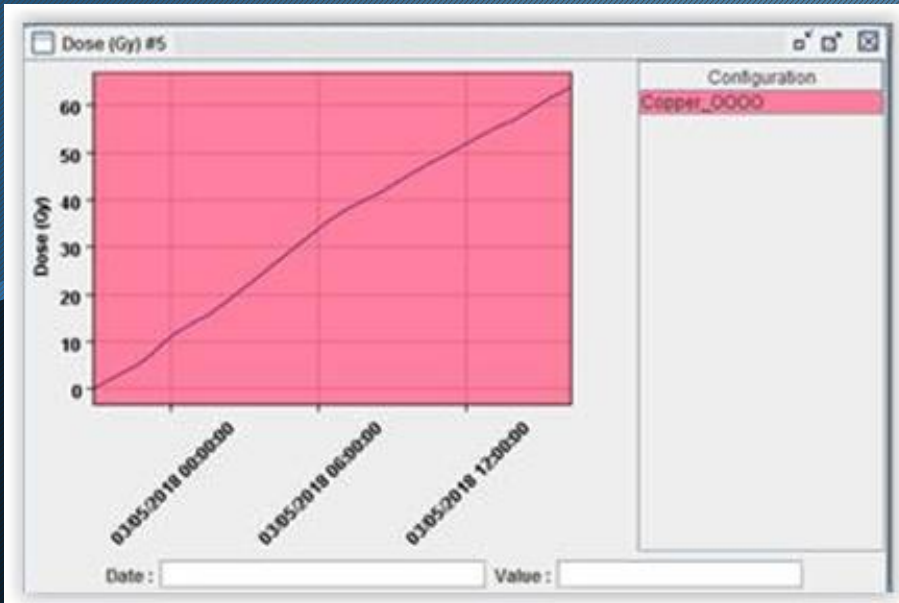 Dose (Gy) #5
Configuration
Copper_OOOO
Dose (Gy)
60
50
40
30
20
10
0
03/05/2018 00:00:00
03/05/2018 06:00:00
03/05/2018 12:00:00
Date :
Value :